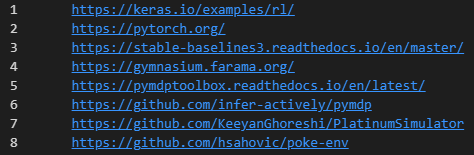 1 https://keras.io/examples/rl/
2 https://pytorch.org/
3 https://stable-baselines3.readthedocs.io/en/master/
4 https://gymnasium.farama.org/
5 https://pymdptoolbox.readthedocs.io/en/latest/
6 https://github.com/infer-actively/pymdp
7 https://github.com/KeeyanGhoreshi/PlatinumSimulator
8 https://github.com/hsahovic/poke-env